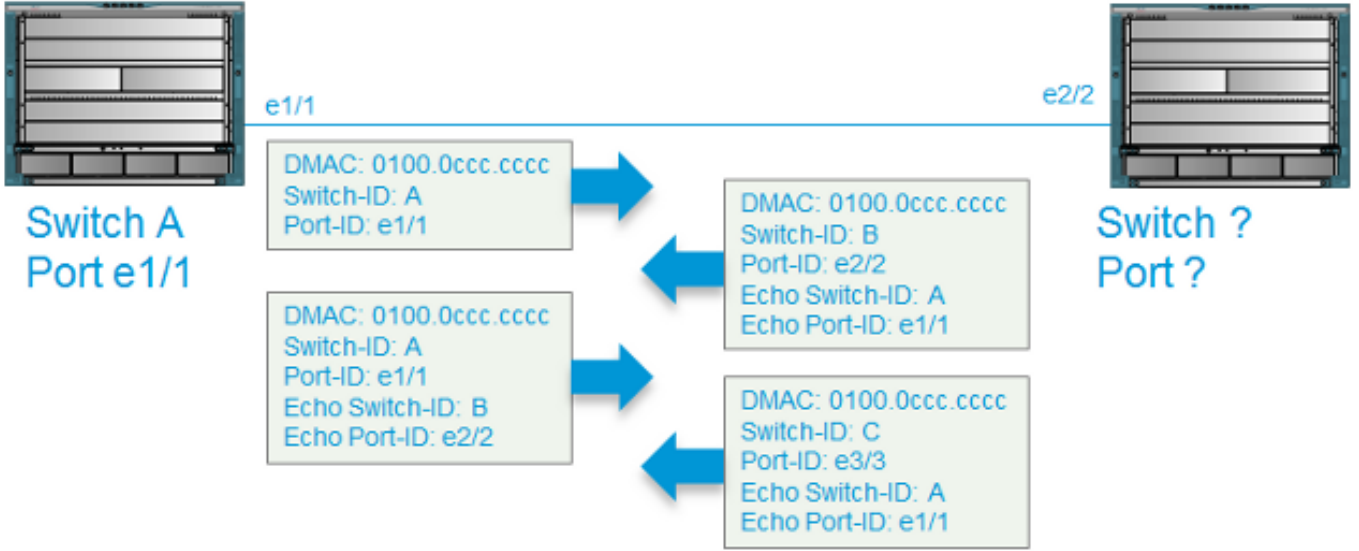 e1/1
e2/2
Switch A
Port e1/1
DMAC: 0100.0ccc.cccc
Switch-ID: A
Port-ID: e1/1
DMAC: 0100.0ccc.cccc
Switch-ID: B
Port-ID: e2/2
Echo Switch-ID: A
Echo Port-ID: e1/1
Switch ?
Port ?
DMAC: 0100.0ccc.cccc
Switch-ID: A
Port-ID: e1/1
Echo Switch-ID: B
Echo Port-ID: e2/2
DMAC: 0100.0ccc.cccc
Switch-ID: C
Port-ID: e3/3
Echo Switch-ID: A
Echo Port-ID: e1/1